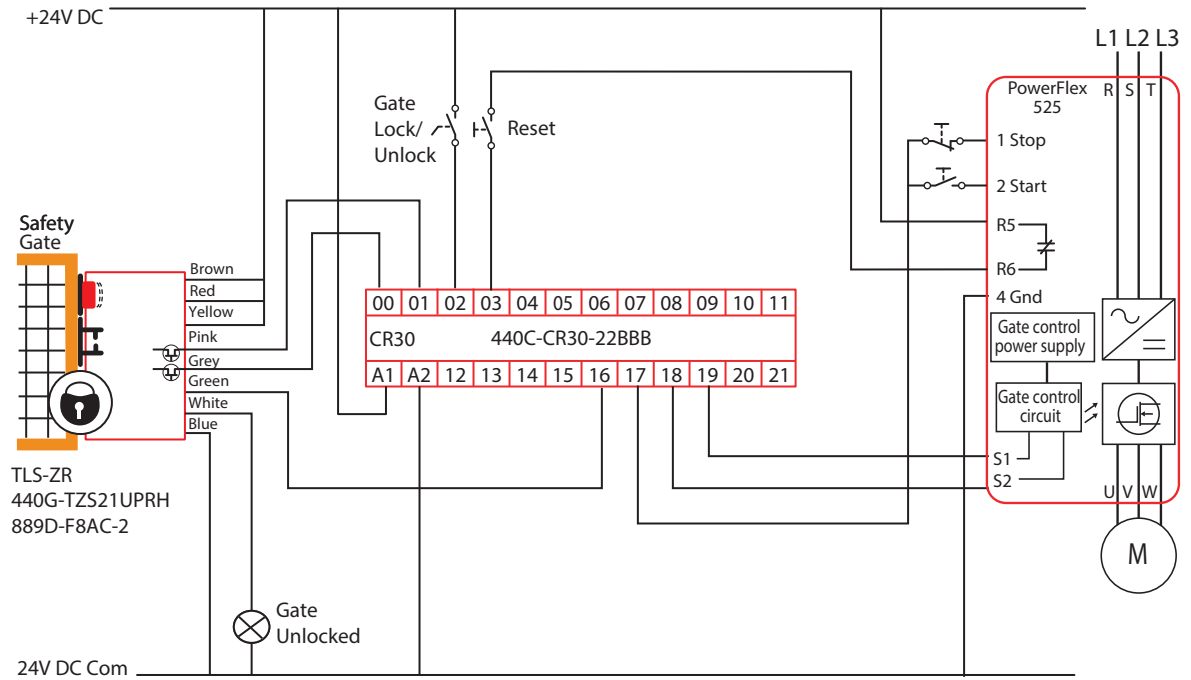 +24V DC
L1 L2 L3
PowerFlex
525
R S T
Gate
Lock/
Unlock
Reset
1 Stop
2 Start
R5
R6
4 Gnd
Safety
Gate
Brown
Red
Yellow
Pink
Grey
Green
White
Blue
00 01 02 03 04 05 06 07 08 09 10 11
CR30 440C-CR30-22BBB
A1 A2 12 13 14 15 16 17 18 19 20 21
Gate control
power supply
Gate control
circuit
S1
S2
U V W
M
TLS-ZR
440G-TZS21UPRH
889D-F8AC-2
Gate
Unlocked
24V DC Com